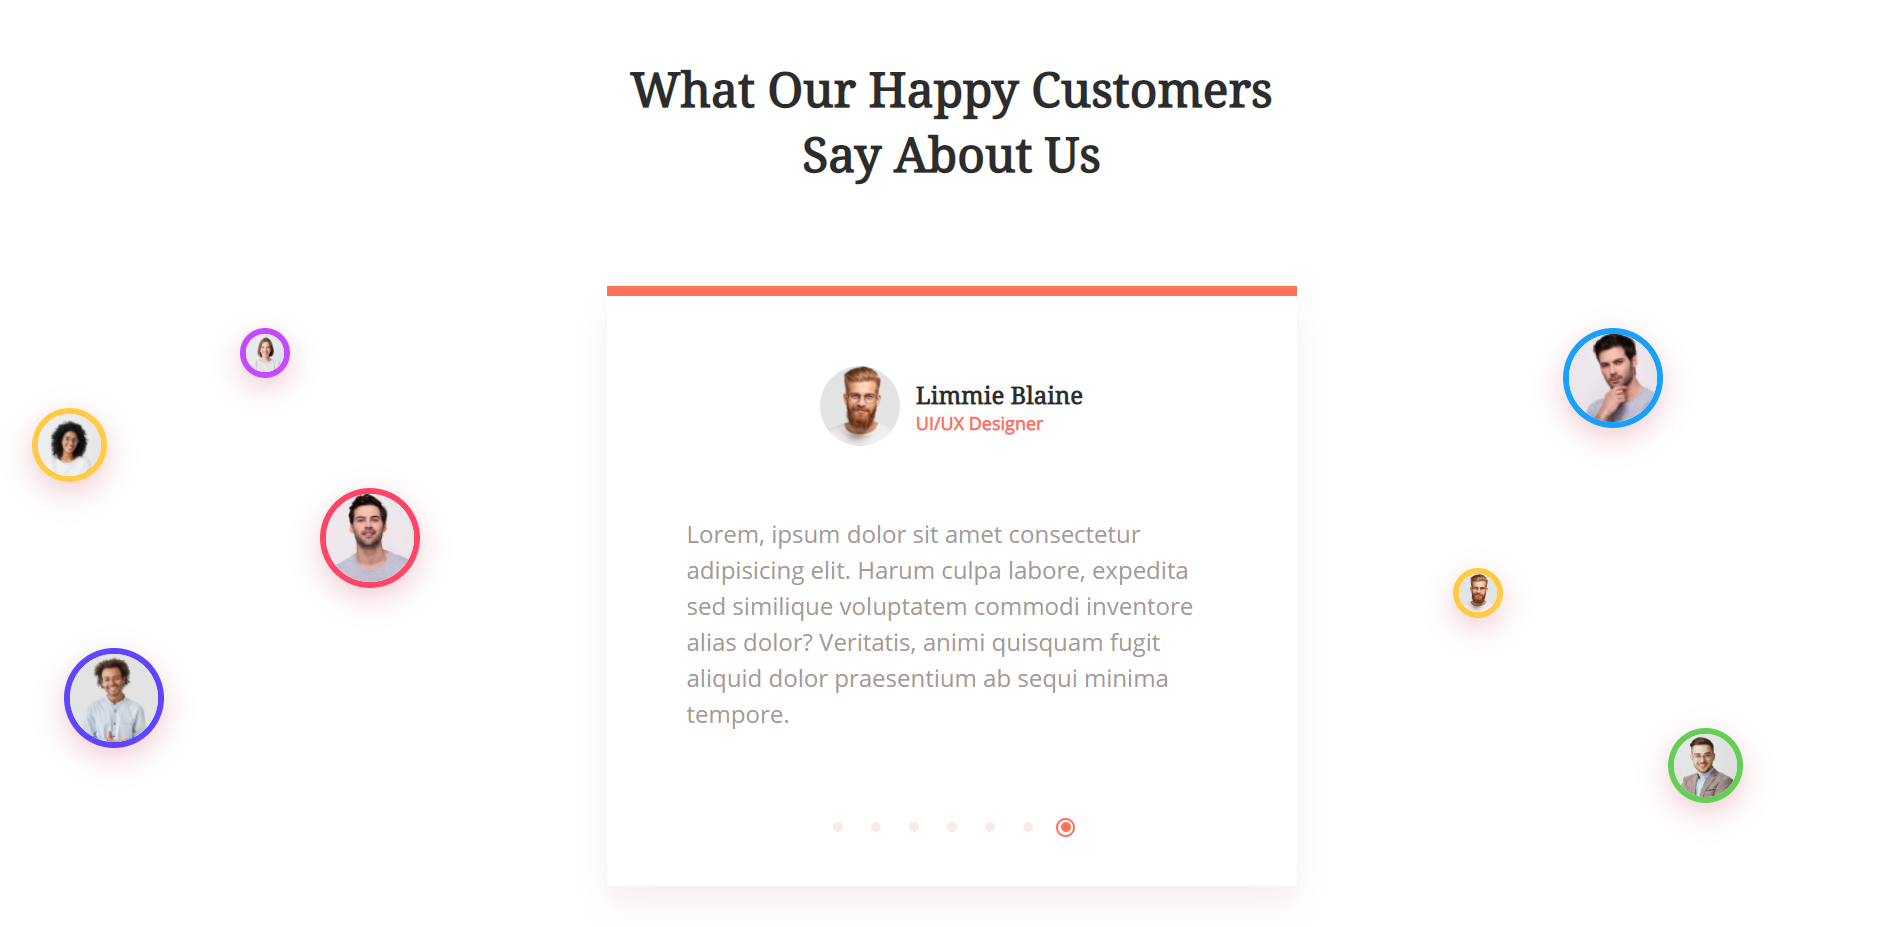 What Our Happy Customers
Say About Us
Limmie Blaine
UI/UX Designer
Lorem, ipsum dolor sit amet consectetur
adipisicing elit. Harum culpa labore, expedita
sed similique voluptatem commodi inventore
alias dolor? Veritatis, animi quisquam fugit
aliquid dolor praesentium ab sequi minima
tempore.